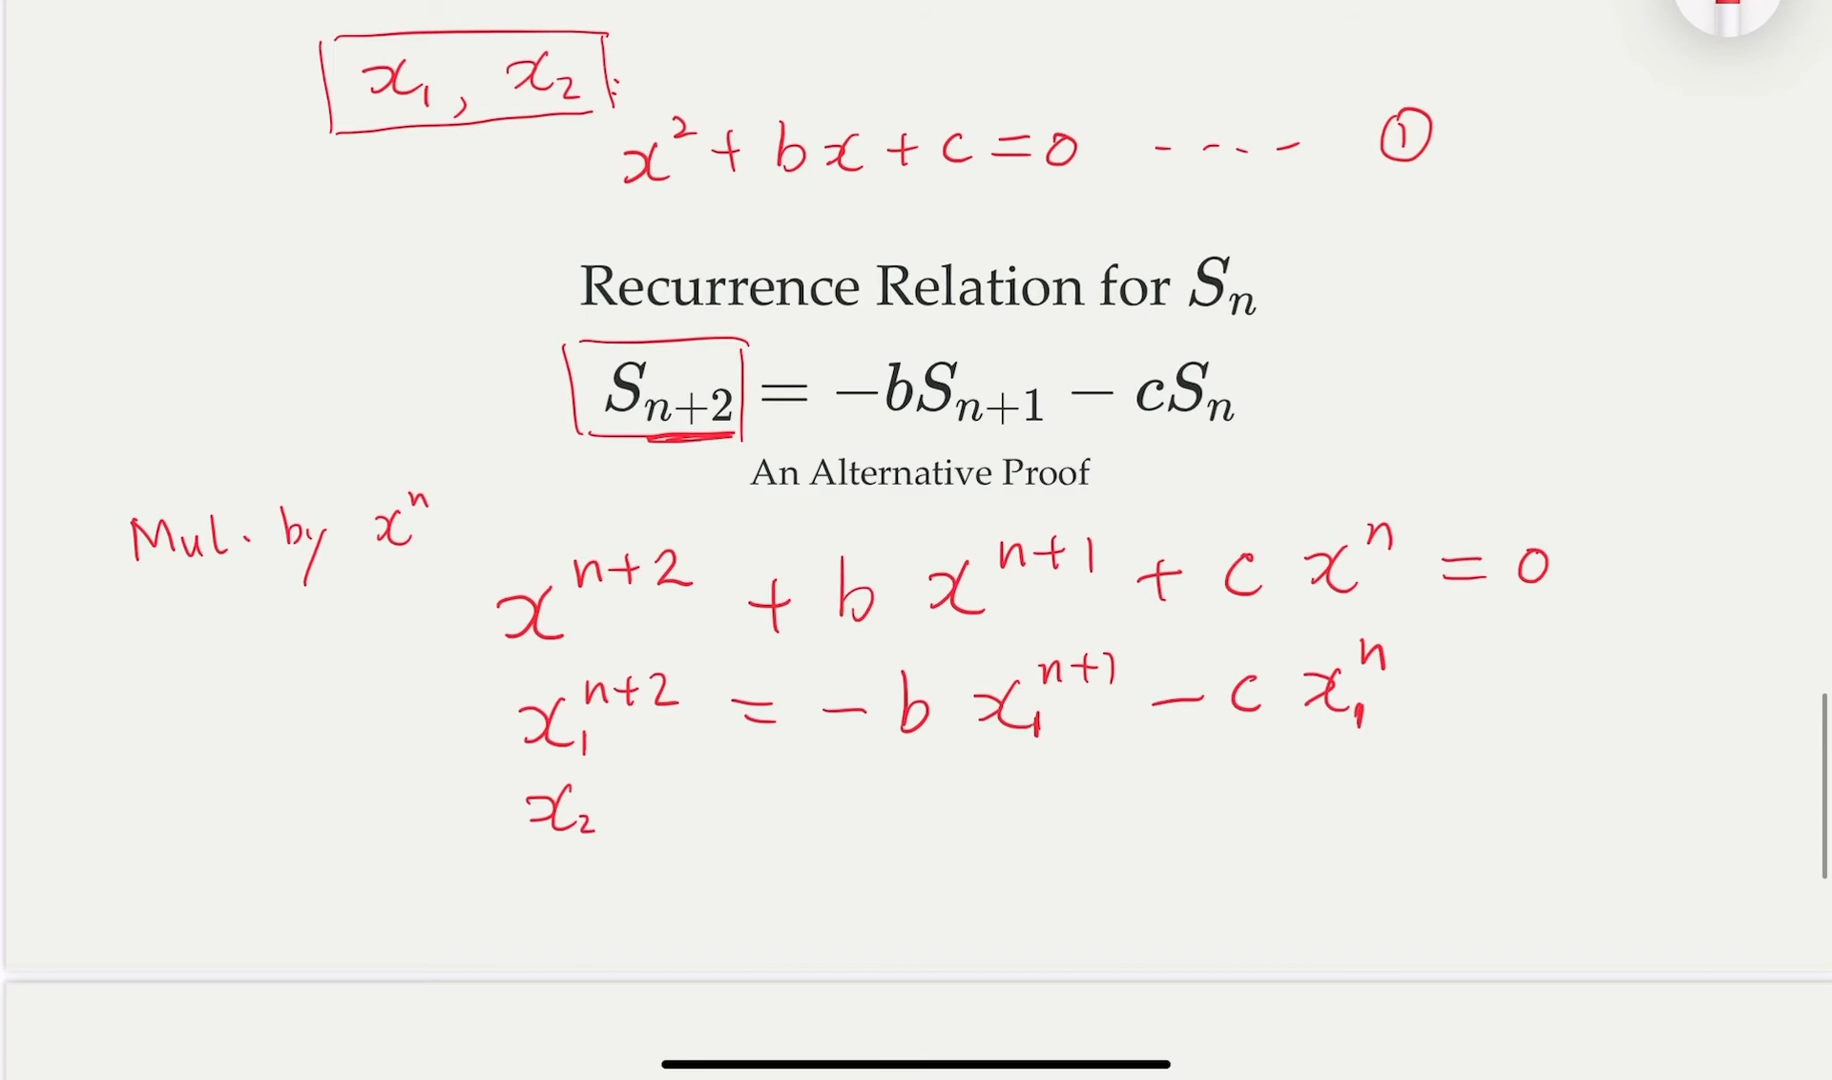 x₁, x₂
x² + bx + c = 0 ---- ①
Recurrence Relation for Sₙ
Sₙ₊₂ = −bSₙ₊₁ − cSₙ
An Alternative Proof
Mul. by xⁿ
xⁿ⁺² + b xⁿ⁺¹ + c xⁿ = 0
x₁ⁿ⁺² = − b x₁ⁿ⁺¹ − c x₁ⁿ
x₂